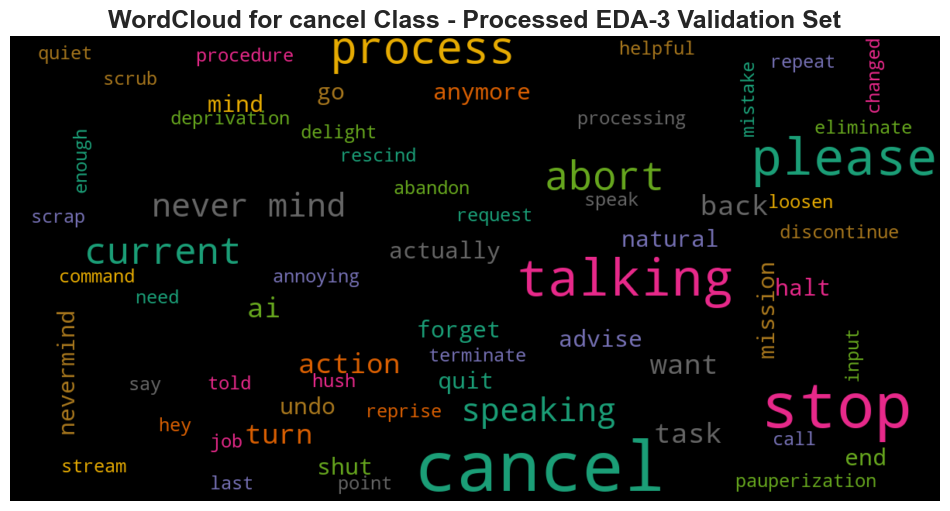 WordCloud for cancel Class - Processed EDA-3 Validation Set
quiet
procedure
process
helpful
repeat
changed
scrub
mind
go
anymore
mistake
deprivation
delight
processing
eliminate
enough
rescind
please
abandon
abort
speak
never mind
back
loosen
scrap
request
current
actually
natural
discontinue
command
annoying
talking
mission
halt
need
ai
forget
advise
nevermind
action
terminate
want
input
say
told
hush
quit
stop
undo
reprise
speaking
hey
job
turn
task
call
stream
shut
cancel
end
last
point
pauperization